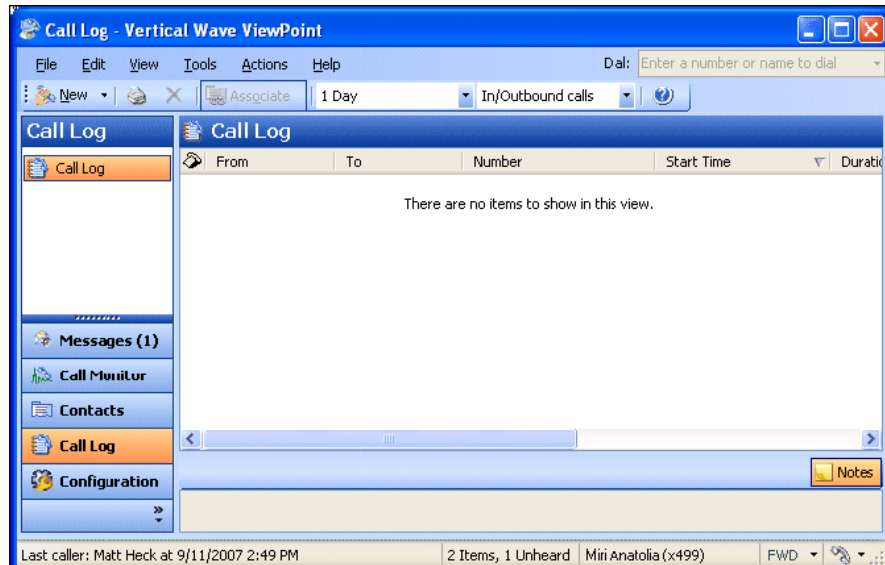 Call Log - Vertical Wave ViewPoint
File Edit View Tools Actions Help Dal: Enter a number or name to dial
New Associate 1 Day In/Outbound calls
Call Log Call Log
Call Log From To Number Start Time Duratio
There are no items to show in this view.
Messages (1)
Call Monitor
Contacts
Call Log
Configuration
Notes
Last caller: Matt Heck at 9/11/2007 2:49 PM 2 Items, 1 Unheard Miri Anatolia (x499) FWD